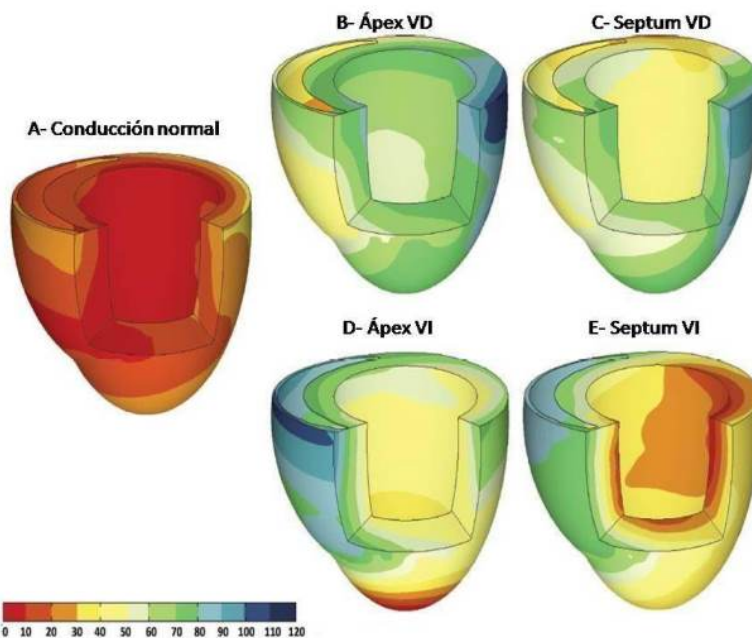 B- Ápex VD
C- Septum VD
A- Conducción normal
D- Ápex VI
E- Septum VI
0 10 20 30 40 50 60 70 80 90 100 110 120